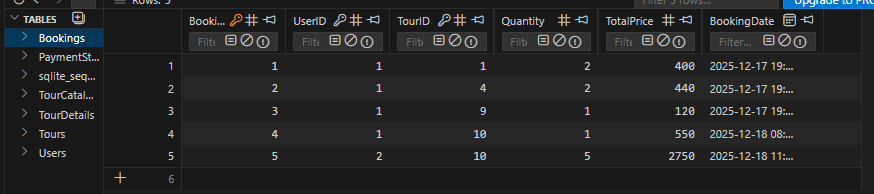 Rows: 5
Filter 5 rows...
Upgrade to PRO
TABLES
Bookings
PaymentSt...
sqlite_seq...
TourCatal...
TourDetails
Tours
Users
Booki... UserID TourID Quantity TotalPrice BookingDate
Filte Filte Filte Filte Filte Filter...
1 1 1 1 2 400 2025-12-17 19:...
2 2 1 4 2 440 2025-12-17 19:...
3 3 1 9 1 120 2025-12-17 19:...
4 4 1 10 1 550 2025-12-18 08:...
5 5 2 10 5 2750 2025-12-18 11:...
6